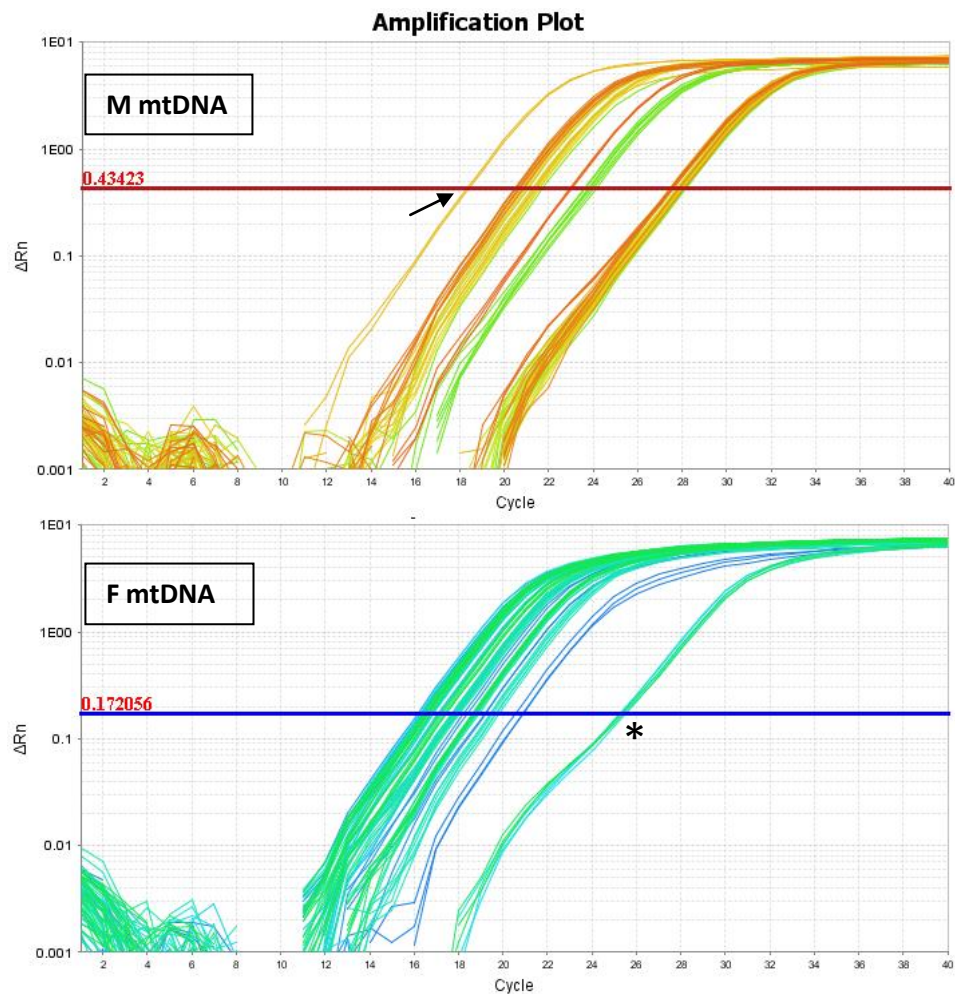 Amplification Plot
1E01
M mtDNA
1E00
0.43423
ΔRn
0.1
0.01
0.001
2 4 6 8 10 12 14 16 18 20 22 24 26 28 30 32 34 36 38 40
Cycle
1E01
F mtDNA
1E00
0.172056
ΔRn
0.1
*
0.01
0.001
2 4 6 8 10 12 14 16 18 20 22 24 26 28 30 32 34 36 38 40
Cycle